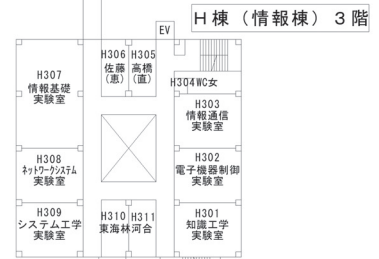 H棟（情報棟）3階
EV
H306
佐藤
(恵)
H305
高橋
(直)
H307
情報基礎
実験室
H304WC女
H303
情報通信
実験室
H308
ネットワークシステム
実験室
H302
電子機器制御
実験室
H309
システム工学
実験室
H310
東海林
H311
河合
H301
知識工学
実験室